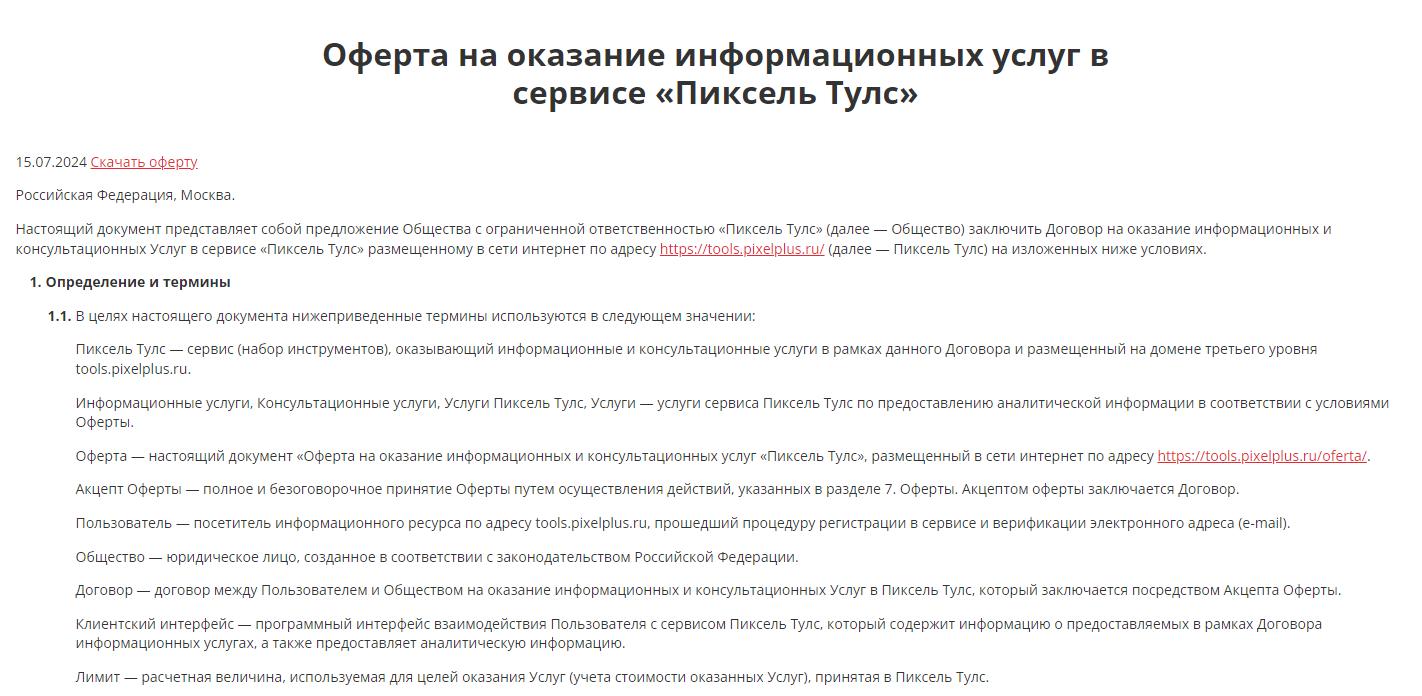 Оферта на оказание информационных услуг в
сервисе «Пиксель Тулс»
15.07.2024 Скачать оферту
Российская Федерация, Москва.
Настоящий документ представляет собой предложение Общества с ограниченной ответственностью «Пиксель Тулс» (далее — Общество) заключить Договор на оказание информационных и
консультационных Услуг в сервисе «Пиксель Тулс» размещенному в сети интернет по адресу https://tools.pixelplus.ru/ (далее — Пиксель Тулс) на изложенных ниже условиях.
1. Определение и термины
1.1. В целях настоящего документа нижеприведенные термины используются в следующем значении:
Пиксель Тулс — сервис (набор инструментов), оказывающий информационные и консультационные услуги в рамках данного Договора и размещенный на домене третьего уровня
tools.pixelplus.ru.
Информационные услуги, Консультационные услуги, Услуги Пиксель Тулс, Услуги — услуги сервиса Пиксель Тулс по предоставлению аналитической информации в соответствии с условиями
Оферты.
Оферта — настоящий документ «Оферта на оказание информационных и консультационных услуг «Пиксель Тулс», размещенный в сети интернет по адресу https://tools.pixelplus.ru/oferta/.
Акцепт Оферты — полное и безоговорочное принятие Оферты путем осуществления действий, указанных в разделе 7. Оферты. Акцептом оферты заключается Договор.
Пользователь — посетитель информационного ресурса по адресу tools.pixelplus.ru, прошедший процедуру регистрации в сервисе и верификации электронного адреса (e-mail).
Общество — юридическое лицо, созданное в соответствии с законодательством Российской Федерации.
Договор — договор между Пользователем и Обществом на оказание информационных и консультационных Услуг в Пиксель Тулс, который заключается посредством Акцепта Оферты.
Клиентский интерфейс — программный интерфейс взаимодействия Пользователя с сервисом Пиксель Тулс, который содержит информацию о предоставляемых в рамках Договора
информационных услугах, а также предоставляет аналитическую информацию.
Лимит — расчетная величина, используемая для целей оказания Услуг (учета стоимости оказанных Услуг), принятая в Пиксель Тулс.